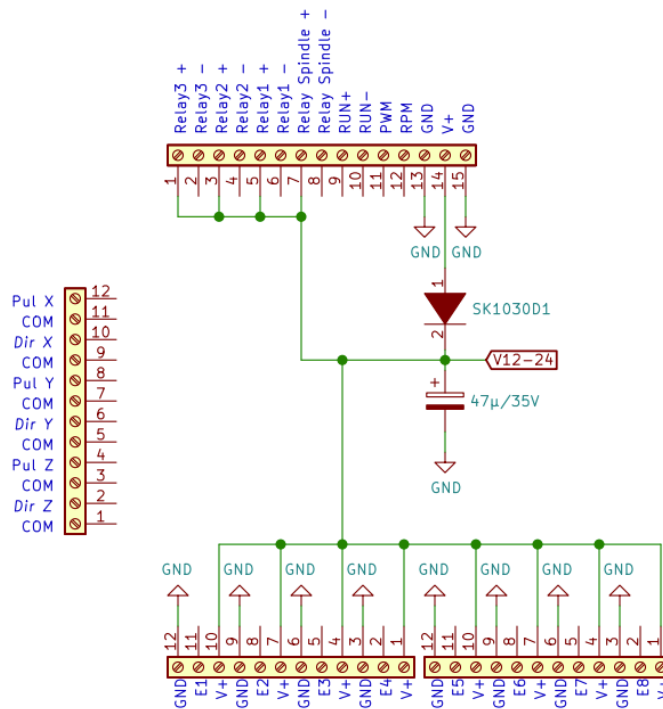 Relay3 +
Relay3 -
Relay2 +
Relay2 -
Relay1 +
Relay1 -
Relay Spindle +
Relay Spindle -
RUN+
RUN-
PWM
RPM
GND
V+
GND
1
2
3
4
5
6
7
8
9
10
11
12
13
14
15
GND
GND
1
SK1030D1
2
V12-24
+
47µ/35V
GND
Pul X 12
COM 11
Dir X 10
COM 9
Pul Y 8
COM 7
Dir Y 6
COM 5
Pul Z 4
COM 3
Dir Z 2
COM 1
GND GND GND GND GND GND GND GND
12 11 10 9 8 7 6 5 4 3 2 1
12 11 10 9 8 7 6 5 4 3 2 1
GND E1 V+ GND E2 V+ GND E3 V+ GND E4 V+
GND E5 V+ GND E6 V+ GND E7 V+ GND E8 V+